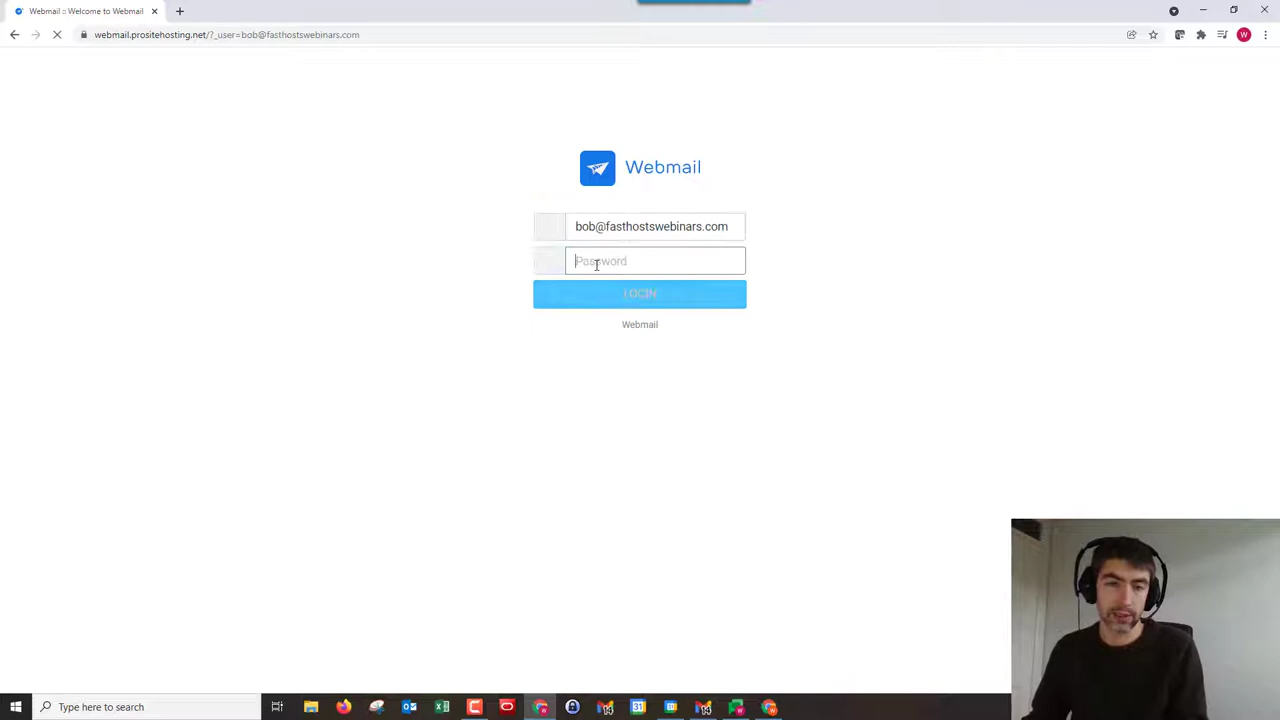 Webmail :: Welcome to Webmail
webmail.prositehosting.net/?_user=bob@fasthostswebinars.com
W
Webmail
bob@fasthostswebinars.com
Password
LOGIN
Webmail
Type here to search
31